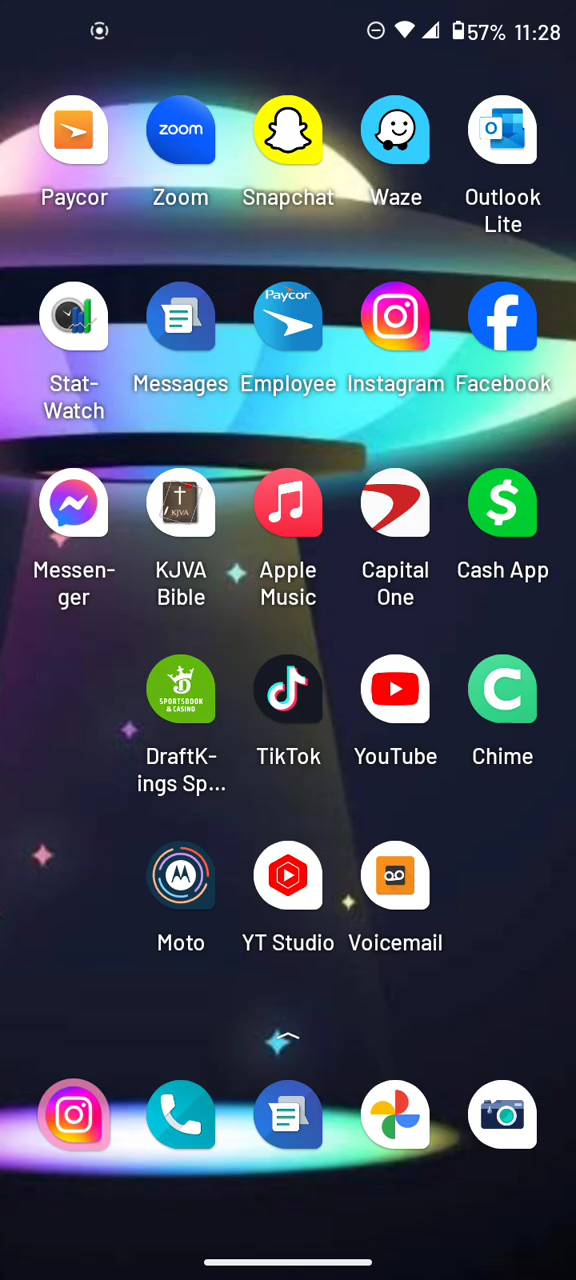 57% 11:28
zoom
Paycor Zoom Snapchat Waze Outlook
Lite
Paycor
Stat- Messages Employee Instagram Facebook
Watch
KJVA
Messen- KJVA Apple Capital Cash App
ger Bible Music One
SPORTSBOOK
& CASINO
DraftK- TikTok YouTube Chime
ings Sp...
Moto YT Studio Voicemail